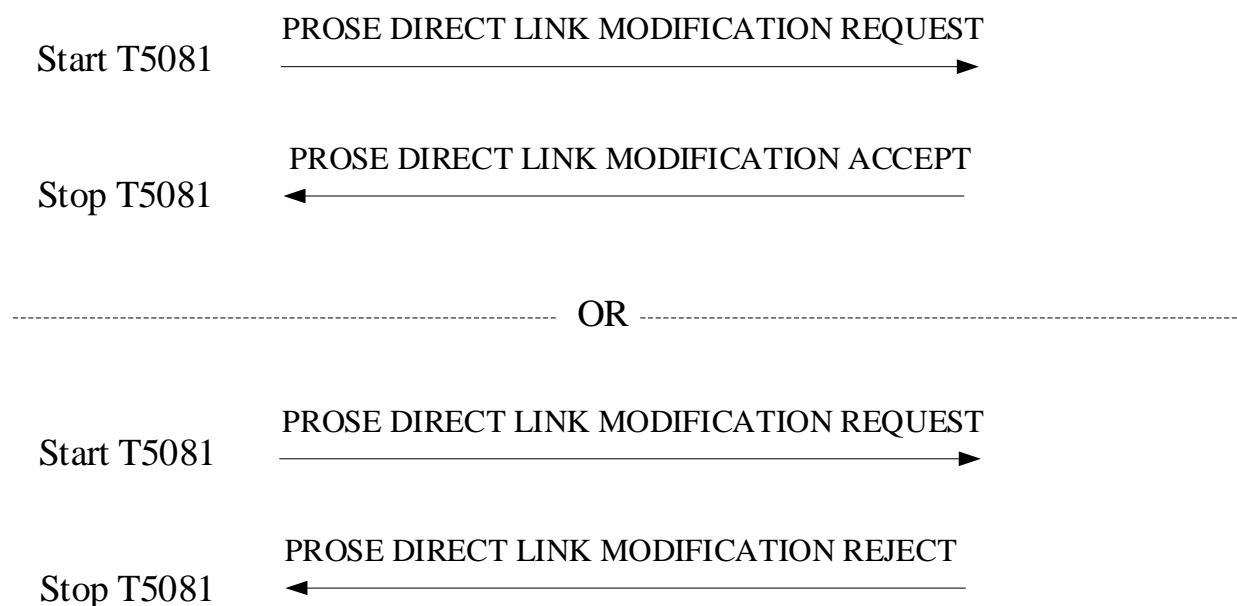 PROSE DIRECT LINK MODIFICATION REQUEST
Start T5081
PROSE DIRECT LINK MODIFICATION ACCEPT
Stop T5081
OR
PROSE DIRECT LINK MODIFICATION REQUEST
Start T5081
PROSE DIRECT LINK MODIFICATION REJECT
Stop T5081